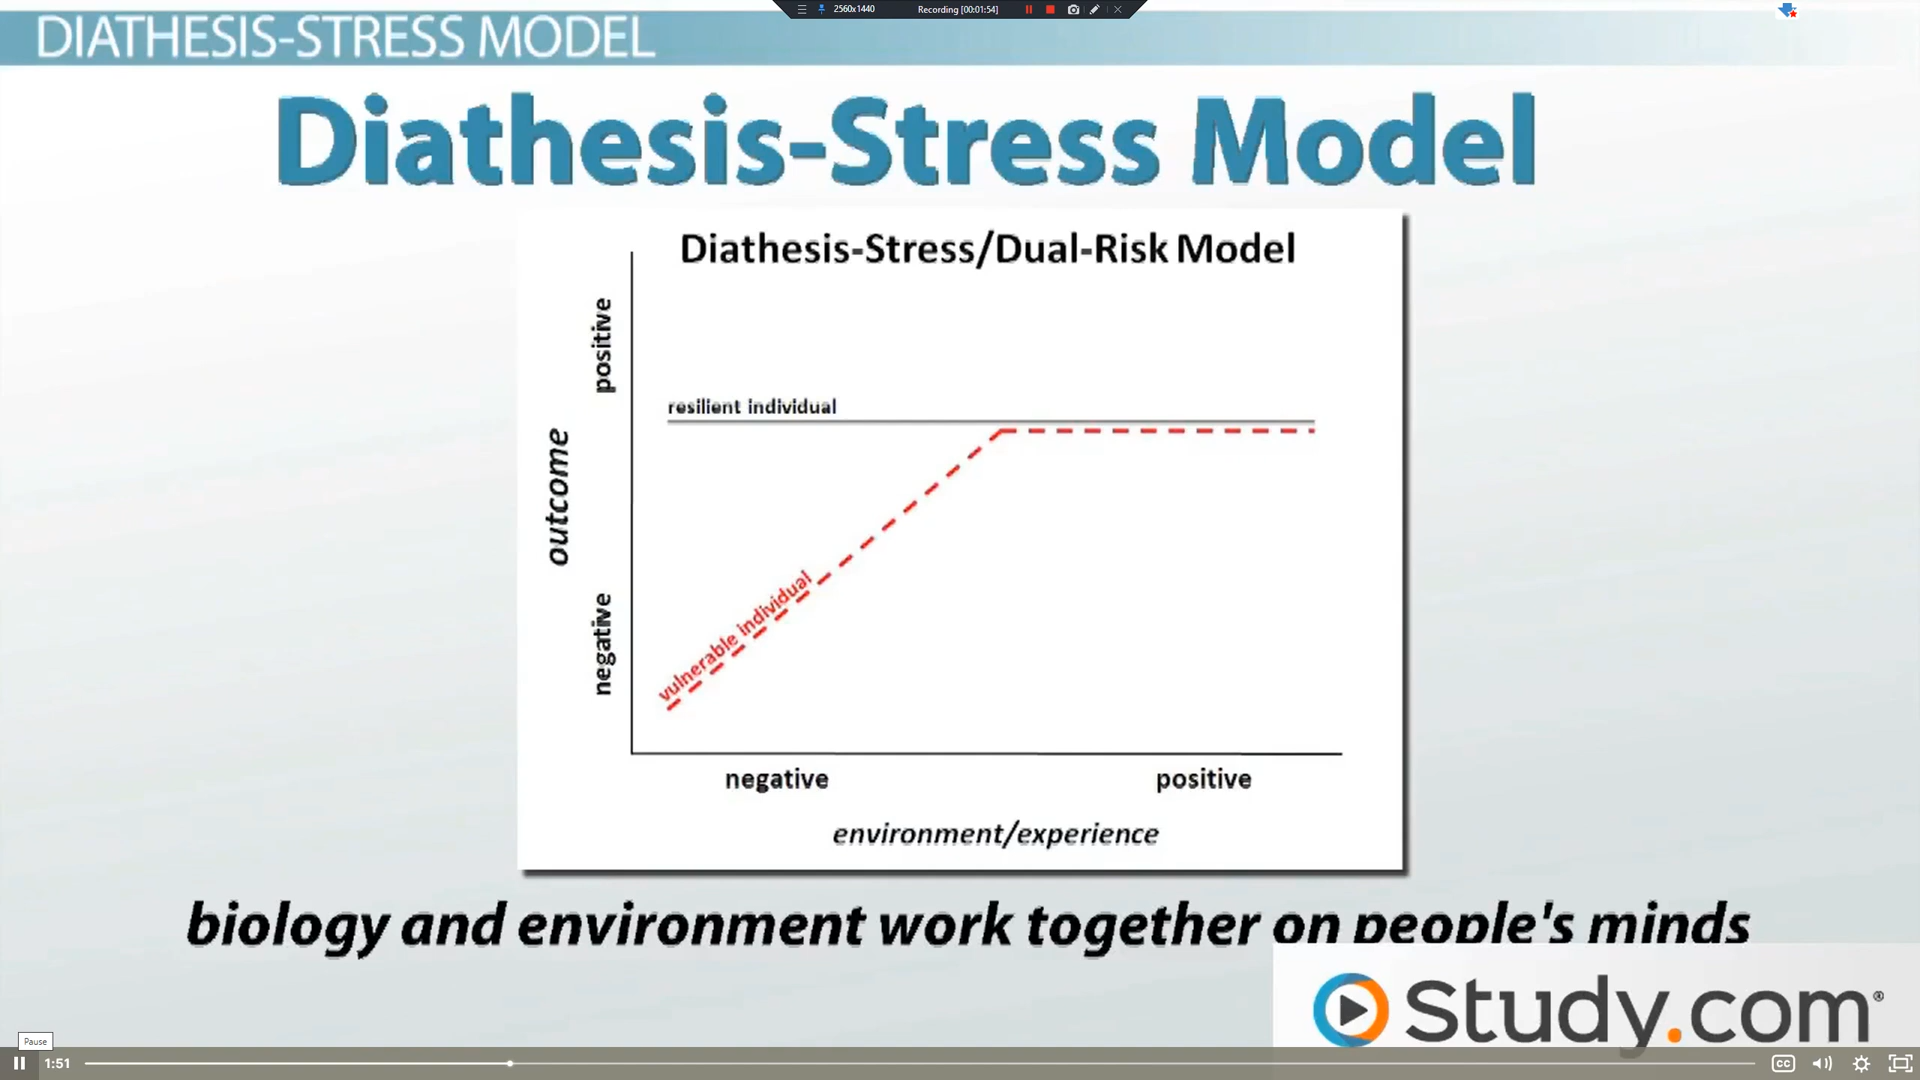 2560x1440
Recording [00:01:54]
DIATHESIS-STRESS MODEL
Diathesis-Stress Model
Diathesis-Stress/Dual-Risk Model
positive
resilient individual
outcome
vulnerable individual
negative
negative
positive
environment/experience
biology and environment work together on people's minds
Study.com®
Pause
1:51
CC